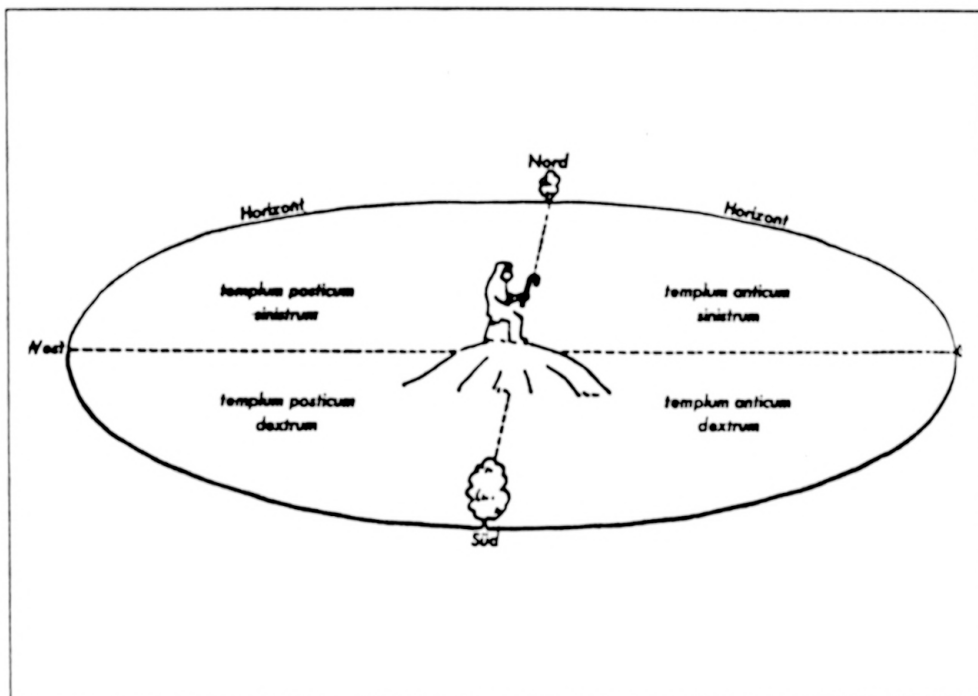 Nord
Horizont
Horizont
templum posticum
sinistrum
templum anticum
sinistrum
West
templum posticum
dextrum
templum anticum
dextrum
Süd